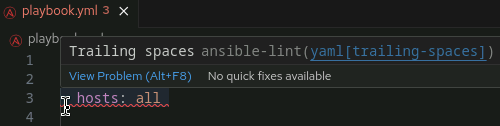 playbook.yml 3 ×
playb
Trailing spaces ansible-lint(yaml[trailing-spaces])
View Problem (Alt+F8) No quick fixes available
1
2
3 hosts: all
4